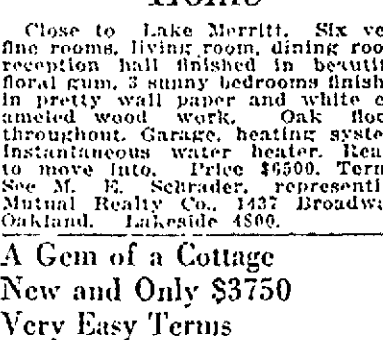 Close to Lake Merritt. Six ve
fine rooms, living room, dining roo
reception hall finished in beautif
floral gum, 3 sunny bedrooms finish
in pretty wall paper and white e
ameled wood work. Oak floo
throughout. Garage, heating syste
Instantaneous water heater. Rea
to move into. Price $6500. Term
See M. E. Schrader, representi
Mutual Realty Co., 1437 Broadwa
Oakland. Lakeside 4800.
A Gem of a Cottage
New and Only $3750
Very Easy Terms